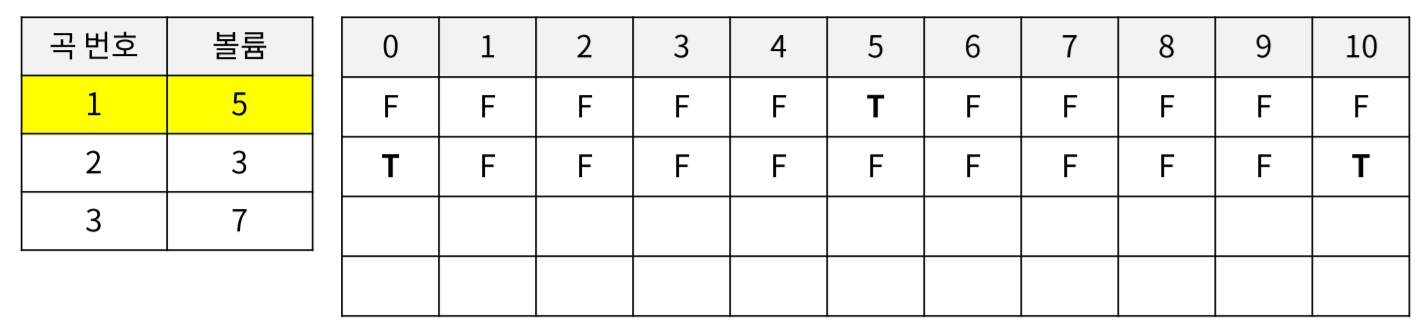 곡 번호 볼륨
1 5
2 3
3 7
0 1 2 3 4 5 6 7 8 9 10
F F F F F T F F F F F
T F F F F F F F F F T